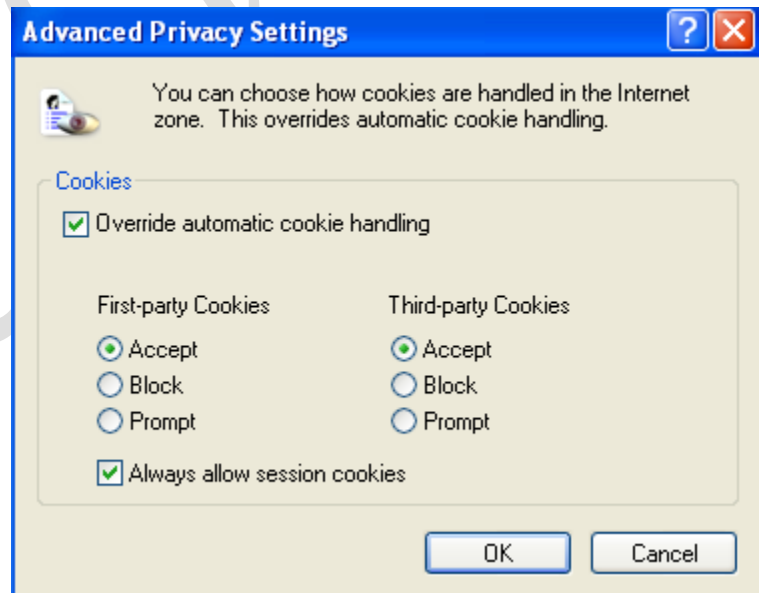 Advanced Privacy Settings
You can choose how cookies are handled in the Internet
zone. This overrides automatic cookie handling.
Cookies
Override automatic cookie handling
First-party Cookies
Third-party Cookies
Accept
Accept
Block
Block
Prompt
Prompt
Always allow session cookies
OK
Cancel